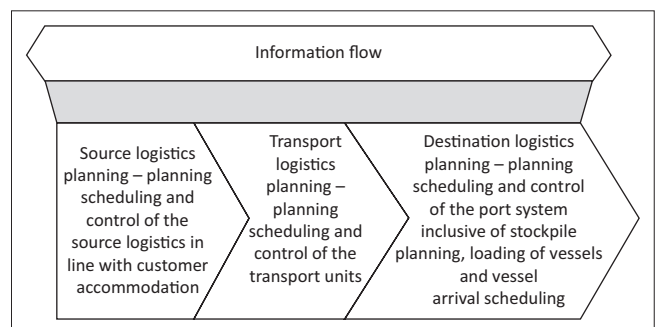 Information flow
Source logistics
planning – planning
scheduling and
control of the
source logistics in
line with customer
accommodation
Transport
logistics
planning –
planning
scheduling and
control of the
transport units
Destination logistics
planning – planning
scheduling and control
of the port system
inclusive of stockpile
planning, loading of vessels
and vessel
arrival scheduling